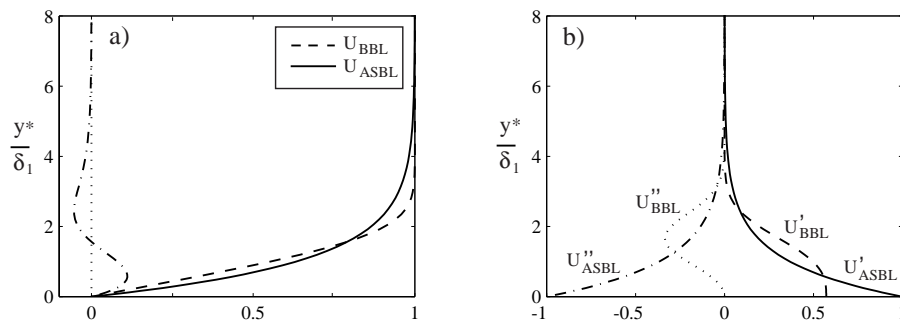 a)
U_BBL
U_ASBL
y*
δ₁
8
6
4
2
0
0
0.5
1
b)
y*
δ₁
8
6
4
2
0
U''_BBL
U'_BBL
U''_ASBL
U'_ASBL
-1
-0.5
0
0.5